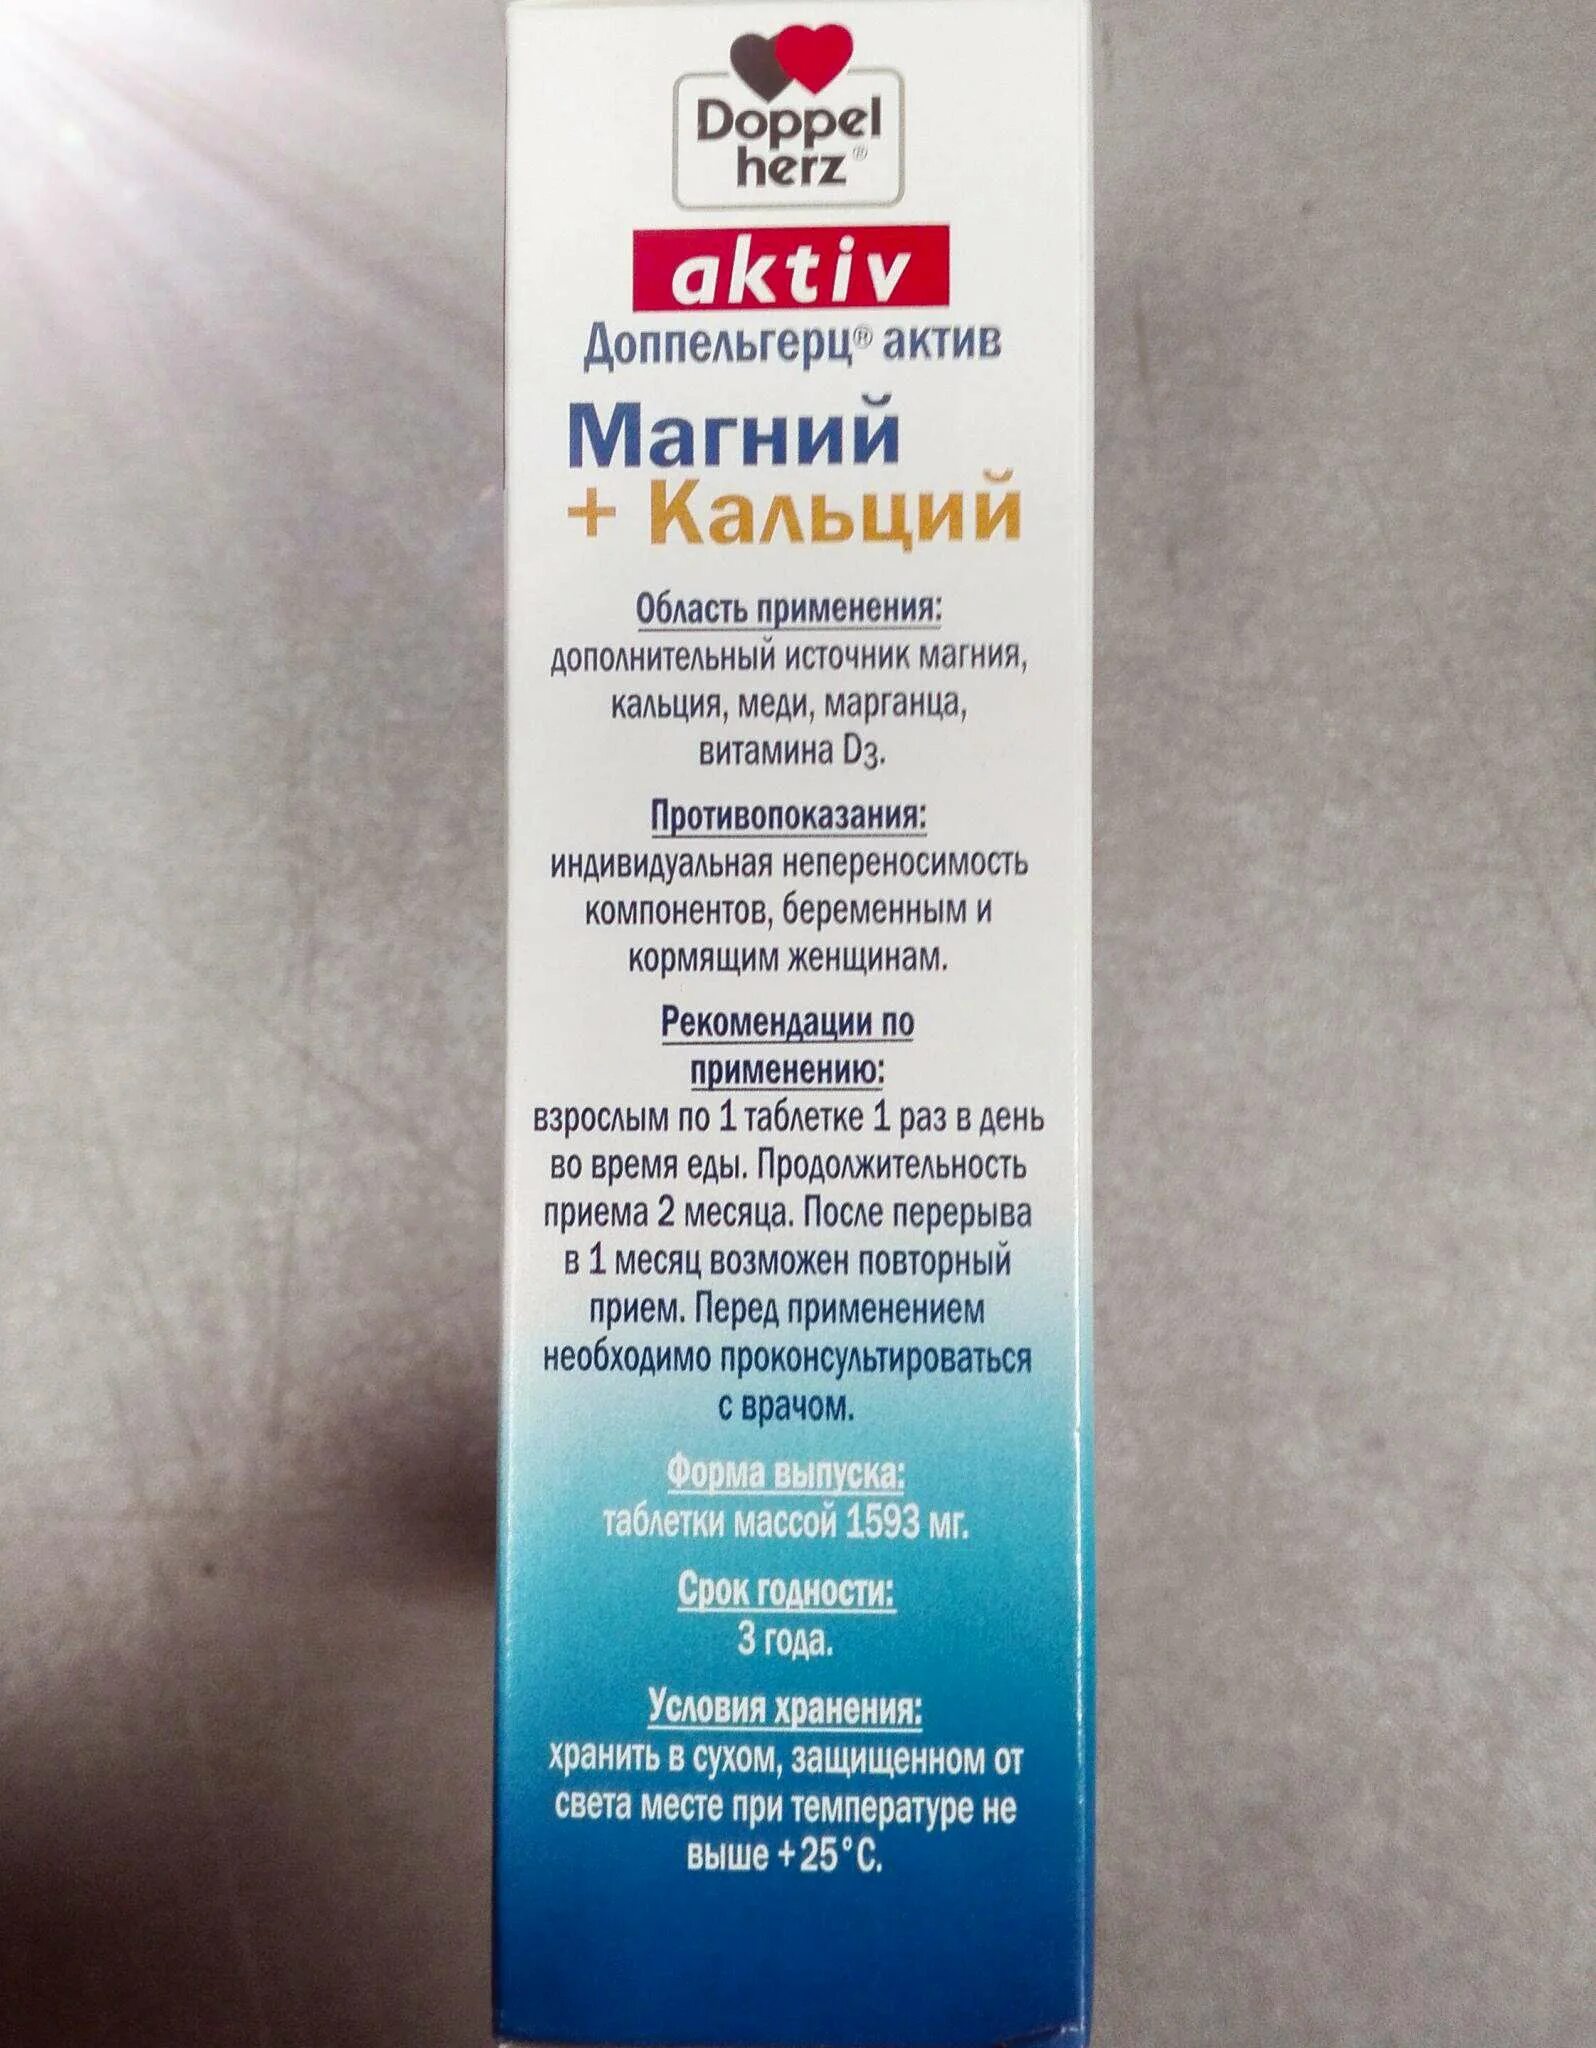 Doppel
herz®
aktiv
Доппельгерц® актив
Магний
+ Кальций
Область применения:
дополнительный источник магния,
кальция, меди, марганца,
витамина D3.
Противопоказания:
индивидуальная непереносимость
компонентов, беременным и
кормящим женщинам.
Рекомендации по
применению:
взрослым по 1 таблетке 1 раз в день
во время еды. Продолжительность
приема 2 месяца. После перерыва
в 1 месяц возможен повторный
прием. Перед применением
необходимо проконсультироваться
с врачом.
Форма выпуска:
таблетки массой 1593 мг.
Срок годности:
3 года.
Условия хранения:
хранить в сухом, защищенном от
света месте при температуре не
выше +25°C.